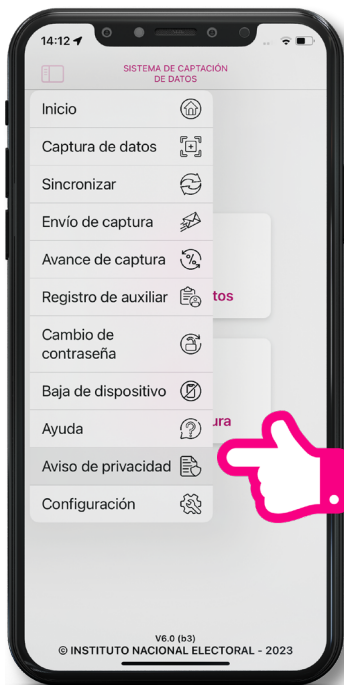 14:12
SISTEMA DE CAPTACIÓN
DE DATOS
Inicio
Captura de datos
Sincronizar
Envío de captura
Avance de captura
Registro de auxiliar
tos
Cambio de
contraseña
Baja de dispositivo
Ayuda
ura
Aviso de privacidad
Configuración
V6.0 (b3)
© INSTITUTO NACIONAL ELECTORAL - 2023